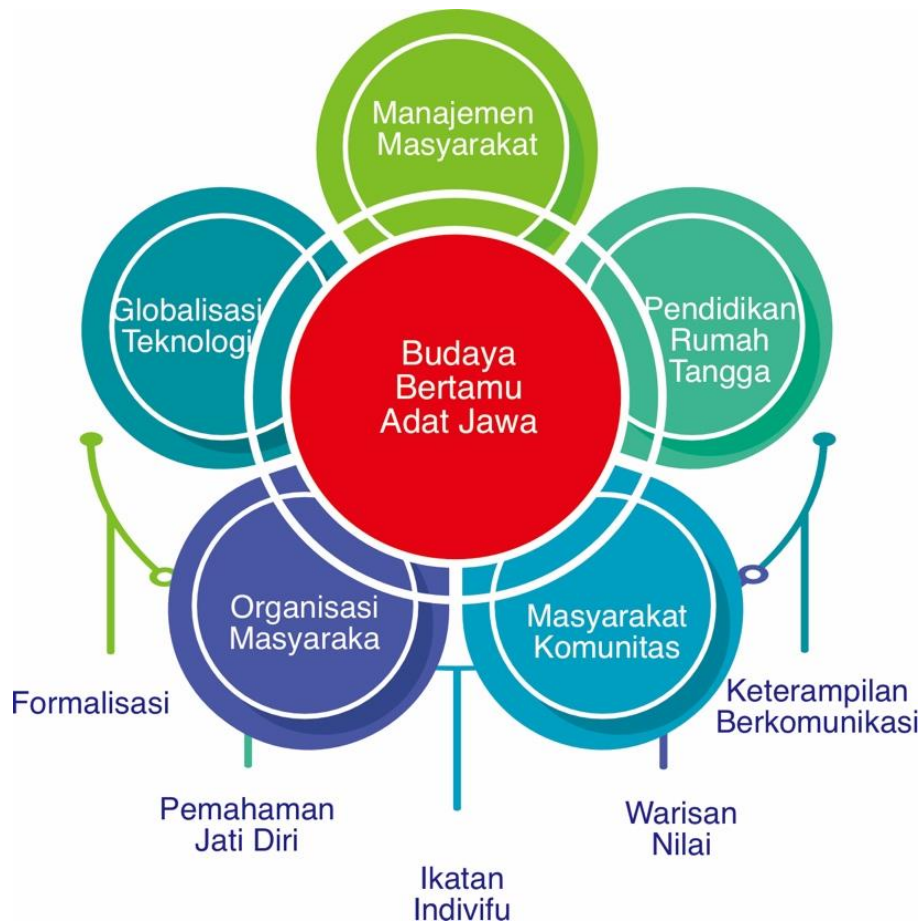 Manajemen
Masyarakat
Globalisasi
Teknologi
Pendidikan
Rumah
Tangga
Budaya
Bertamu
Adat Jawa
Organisasi
Masyaraka
Masyarakat
Komunitas
Formalisasi
Keterampilan
Berkomunikasi
Pemahaman
Jati Diri
Warisan
Nilai
Ikatan
Indivifu